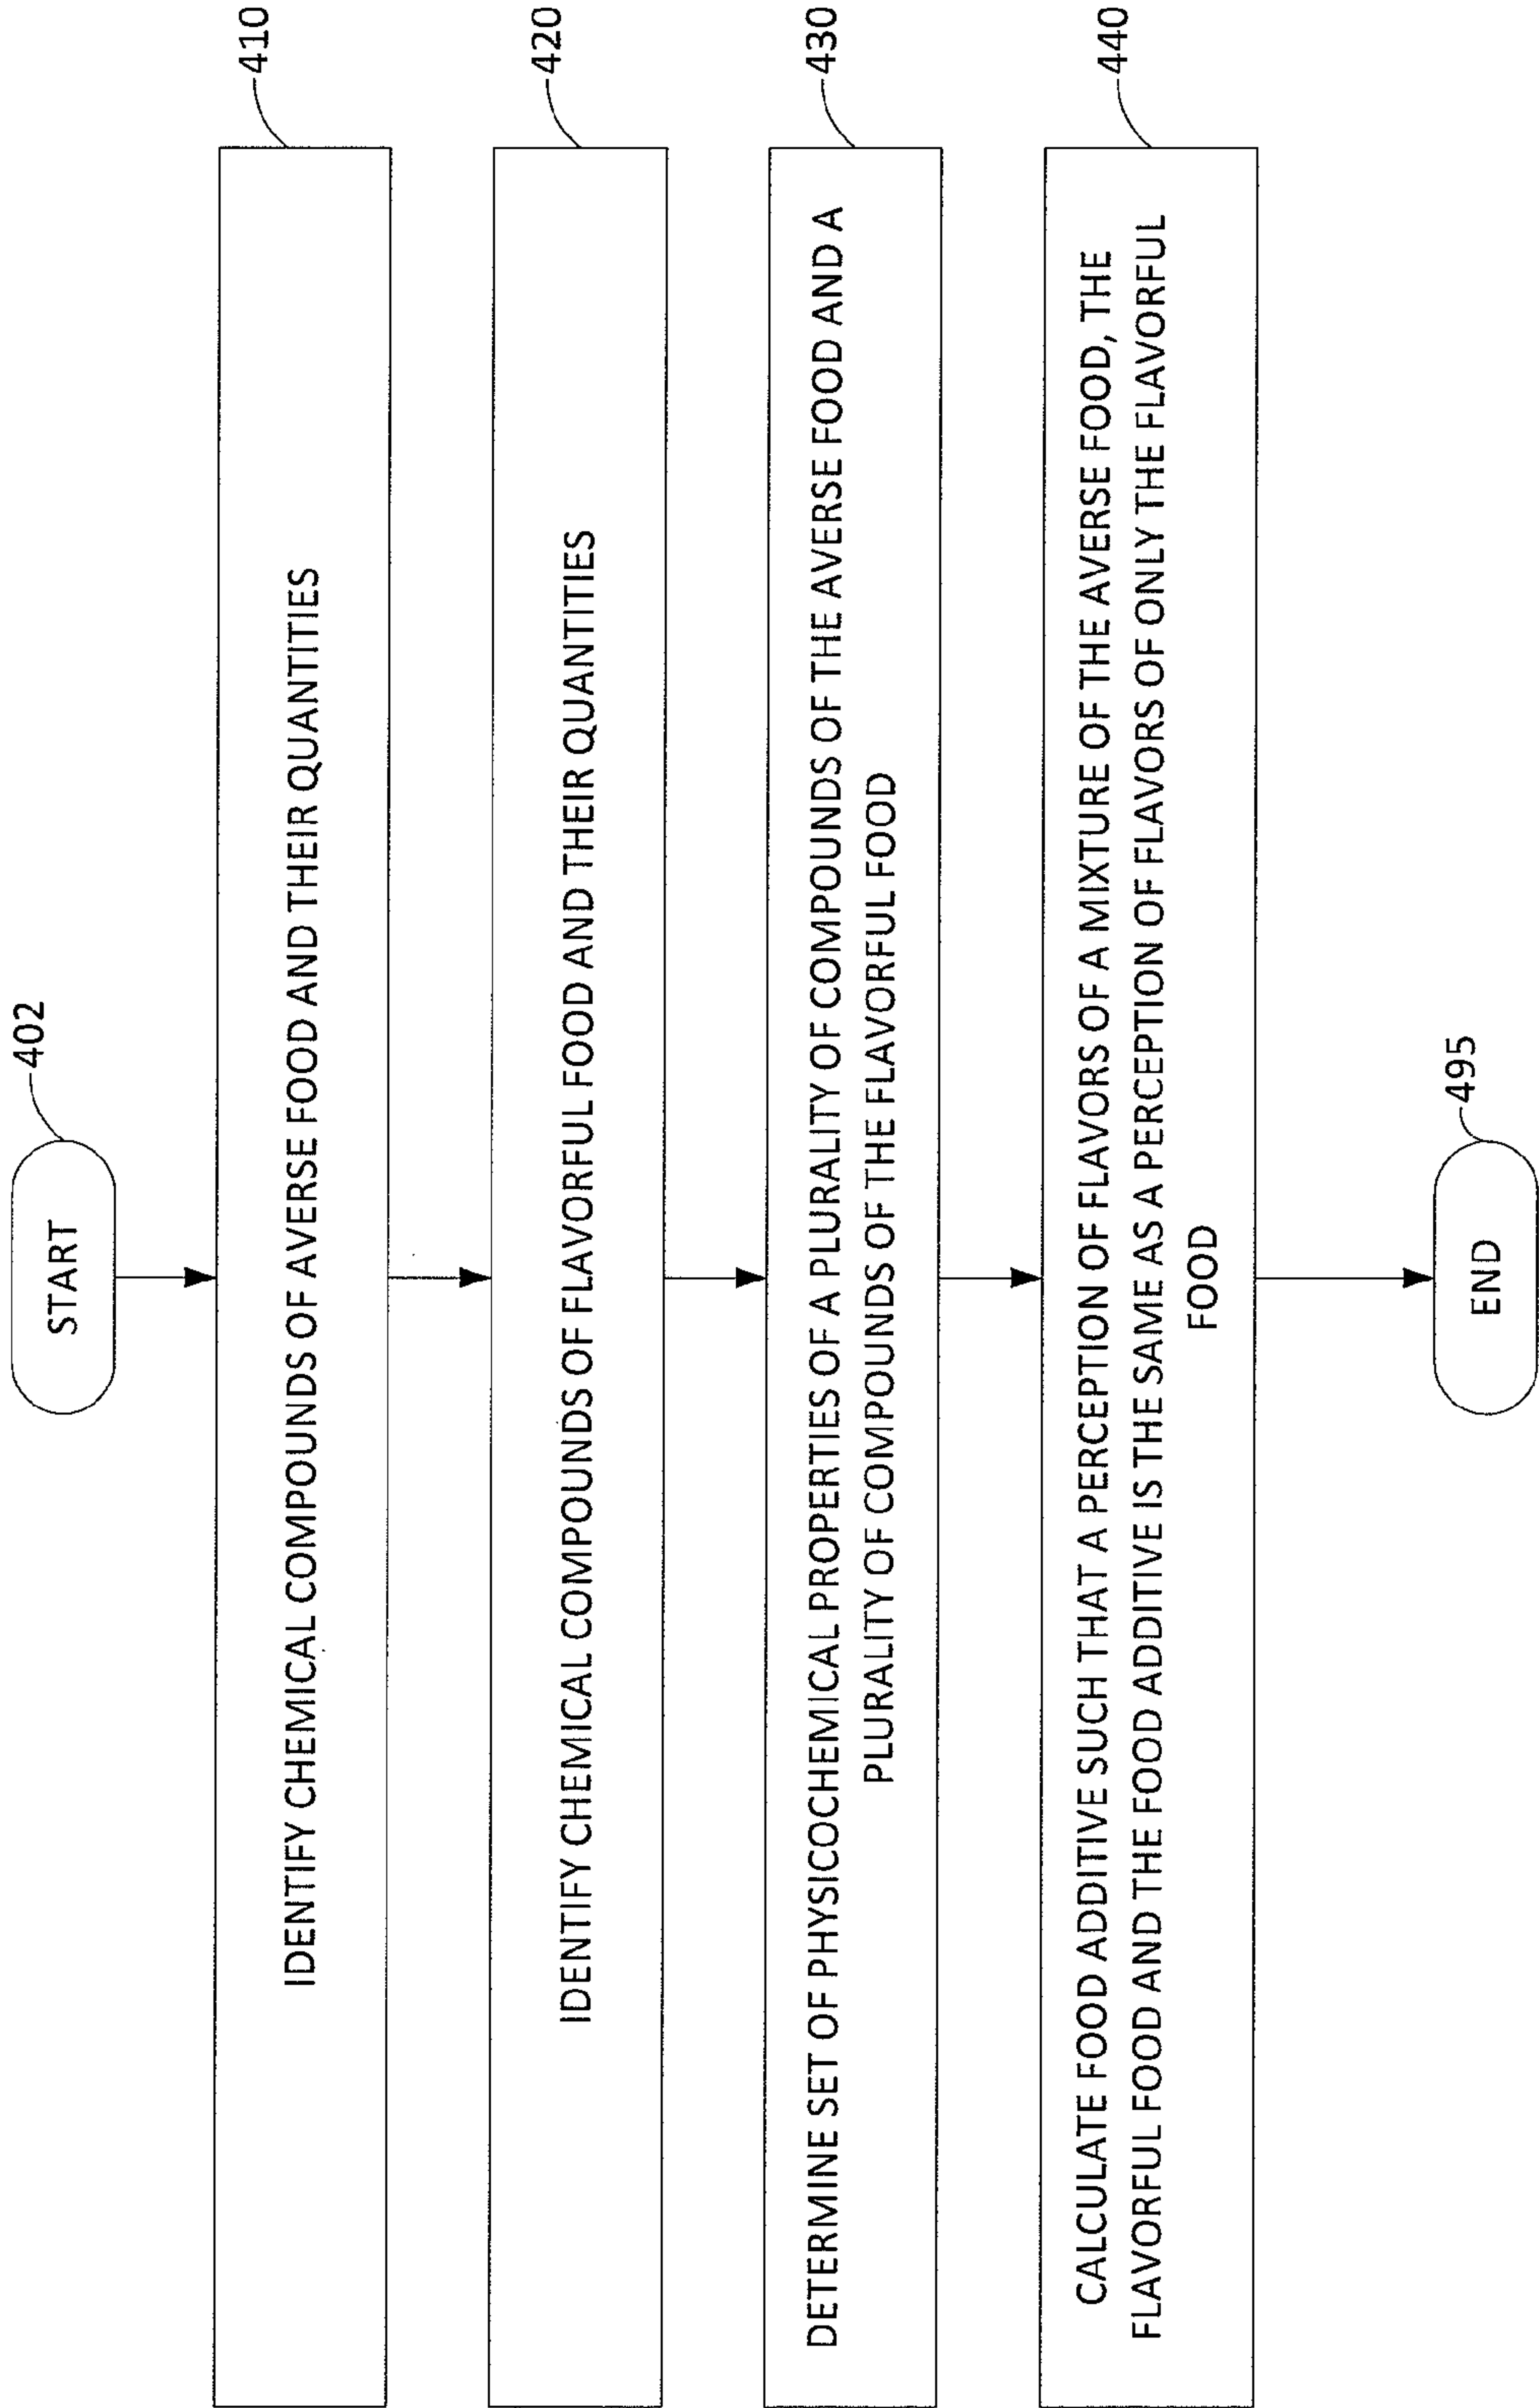 402
START
410
IDENTIFY CHEMICAL COMPOUNDS OF AVERSE FOOD AND THEIR QUANTITIES
420
IDENTIFY CHEMICAL COMPOUNDS OF FLAVORFUL FOOD AND THEIR QUANTITIES
430
DETERMINE SET OF PHYSICOCHEMICAL PROPERTIES OF A PLURALITY OF COMPOUNDS OF THE AVERSE FOOD AND A
PLURALITY OF COMPOUNDS OF THE FLAVORFUL FOOD
440
CALCULATE FOOD ADDITIVE SUCH THAT A PERCEPTION OF FLAVORS OF A MIXTURE OF THE AVERSE FOOD, THE
FLAVORFUL FOOD AND THE FOOD ADDITIVE IS THE SAME AS A PERCEPTION OF FLAVORS OF ONLY THE FLAVORFUL
FOOD
495
END